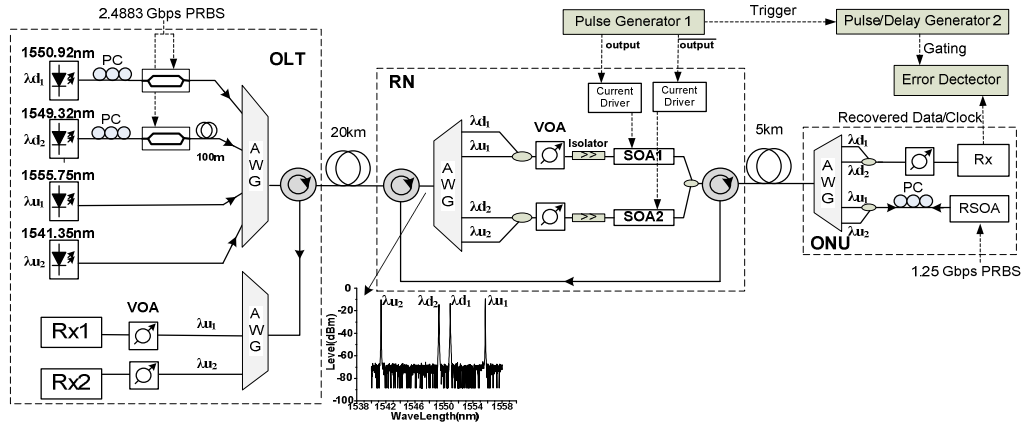 2.4883 Gbps PRBS
Pulse Generator 1
Trigger
Pulse/Delay Generator 2
output
output
Gating
Error Dectector
1550.92nm
PC
λd₁
OLT
RN
Current
Driver
Current
Driver
1549.32nm
PC
λd₂
100m
A
W
G
20km
A
W
G
λd₁
λu₁
VOA
Isolator
>>
SOA1
5km
Recovered Data/Clock
A
W
G
λd₁
λd₂
Rx
1555.75nm
λu₁
λd₂
λu₂
>>
SOA2
λu₁
λu₂
PC
RSOA
ONU
1541.35nm
λu₂
1.25 Gbps PRBS
VOA
Rx1
λu₁
Rx2
λu₂
A
W
G
Level(dBm)
0
-20
-40
-60
-80
-100
λu₂
λd₂
λd₁
λu₁
1538
1542
1546
1550
1554
1558
WaveLength(nm)